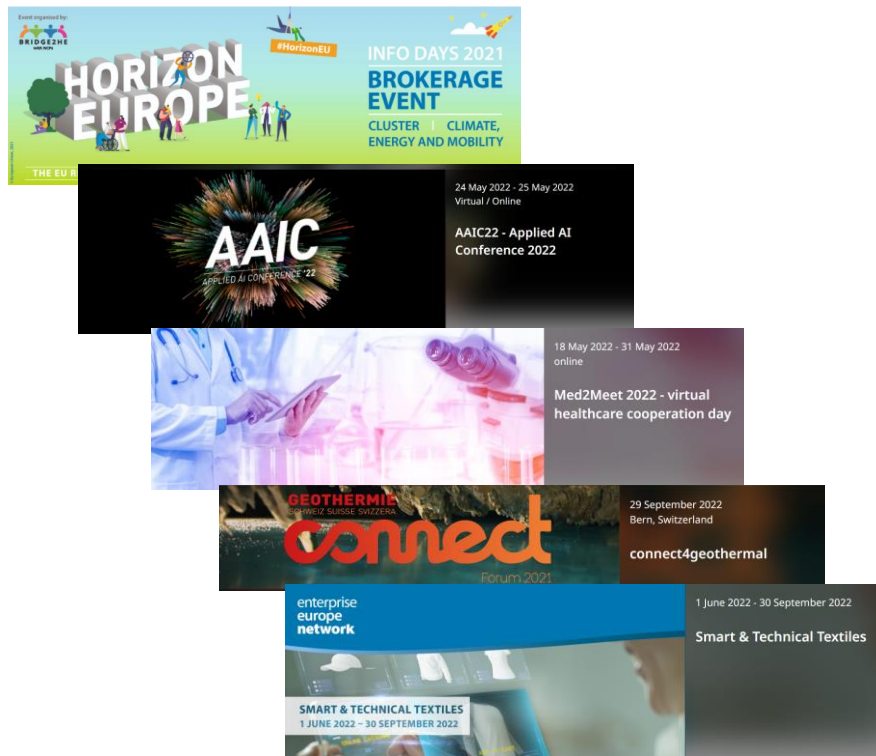 Event organised by:
BRIDGE2HE
#HorizonEU
HORIZON
EUROPE
INFO DAYS 2021
BROKERAGE
EVENT
CLUSTER | CLIMATE,
ENERGY AND MOBILITY
THE EU R
AAIC
APPLIED AI CONFERENCE '22
24 May 2022 - 25 May 2022
Virtual / Online
AAIC22 - Applied AI
Conference 2022
18 May 2022 - 31 May 2022
online
Med2Meet 2022 - virtual
healthcare cooperation day
GEOTHERMIE
SCHWEIZ SUISSE SVIZZERA
connect
Forum 2021
29 September 2022
Bern, Switzerland
connect4geothermal
enterprise
europe
network
SMART & TECHNICAL TEXTILES
1 JUNE 2022 – 30 SEPTEMBER 2022
1 June 2022 - 30 September 2022
Smart & Technical Textiles